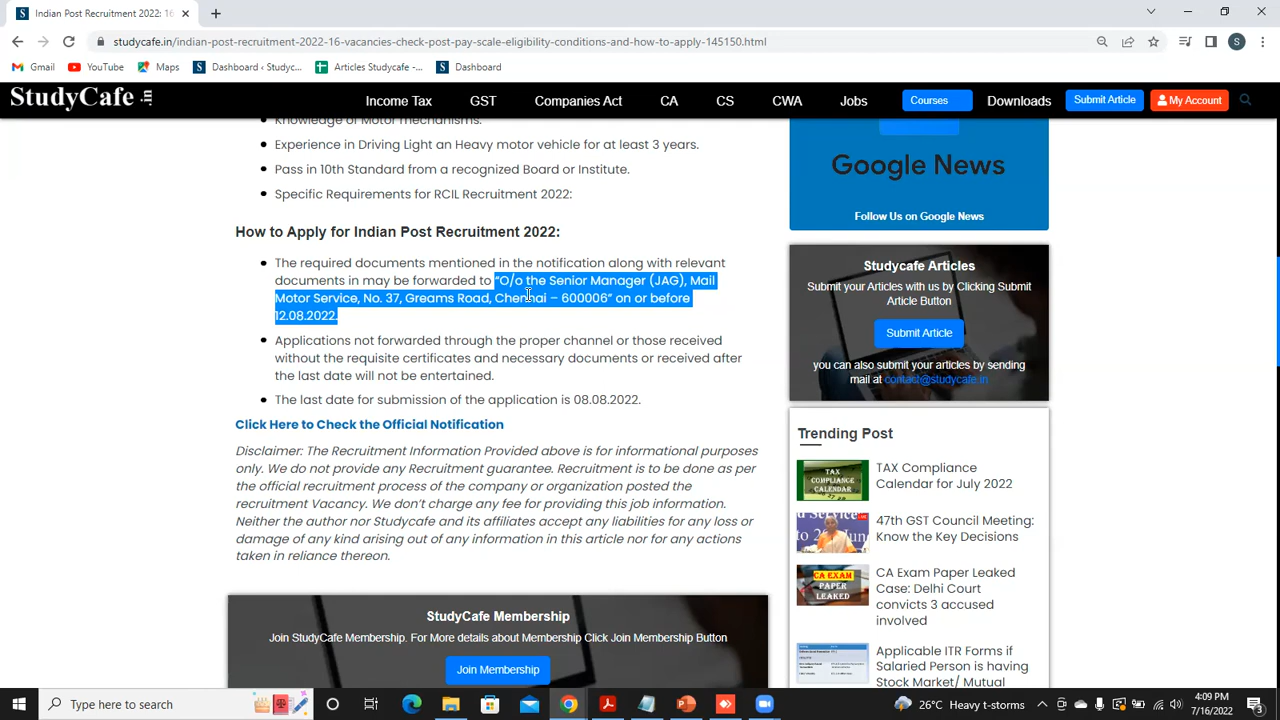 Indian Post Recruitment 2022: 16
studycafe.in/indian-post-recruitment-2022-16-vacancies-check-post-pay-scale-eligibility-conditions-and-how-to-apply-145150.html
S
Gmail
YouTube
Maps
Dashboard ‹ Studyc...
Articles Studycafe -...
Dashboard
StudyCafe.in
Income Tax
GST
Companies Act
CA
CS
CWA
Jobs
Courses
Downloads
Submit Article
My Account
Knowledge of Motor mechanisms.
Experience in Driving Light an Heavy motor vehicle for at least 3 years.
Pass in 10th Standard from a recognized Board or Institute.
Specific Requirements for RCIL Recruitment 2022:
How to Apply for Indian Post Recruitment 2022:
The required documents mentioned in the notification along with relevant
documents in may be forwarded to “O/o the Senior Manager (JAG), Mail
Motor Service, No. 37, Greams Road, Chennai – 600006” on or before
12.08.2022.
Applications not forwarded through the proper channel or those received
without the requisite certificates and necessary documents or received after
the last date will not be entertained.
The last date for submission of the application is 08.08.2022.
Click Here to Check the Official Notification
Disclaimer: The Recruitment Information Provided above is for informational purposes
only. We do not provide any Recruitment guarantee. Recruitment is to be done as per
the official recruitment process of the company or organization posted the
recruitment Vacancy. We don’t charge any fee for providing this job information.
Neither the author nor Studycafe and its affiliates accept any liabilities for any loss or
damage of any kind arising out of any information in this article nor for any actions
taken in reliance thereon.
StudyCafe Membership
Join StudyCafe Membership. For More details about Membership Click Join Membership Button
Join Membership
Google News
Follow Us on Google News
Studycafe Articles
Submit your Articles with us by Clicking Submit
Article Button
Submit Article
you can also submit your articles by sending
mail at contact@studycafe.in
Trending Post
TAX
COMPLIANCE
CALENDAR
TAX Compliance
Calendar for July 2022
47th GST Council Meeting:
Know the Key Decisions
CA EXAM
PAPER
LEAKED
CA Exam Paper Leaked
Case: Delhi Court
convicts 3 accused
involved
Applicable ITR Forms if
Salaried Person is having
Stock Market/ Mutual
Type here to search
26°C Heavy t-storms
4:09 PM
7/16/2022
3